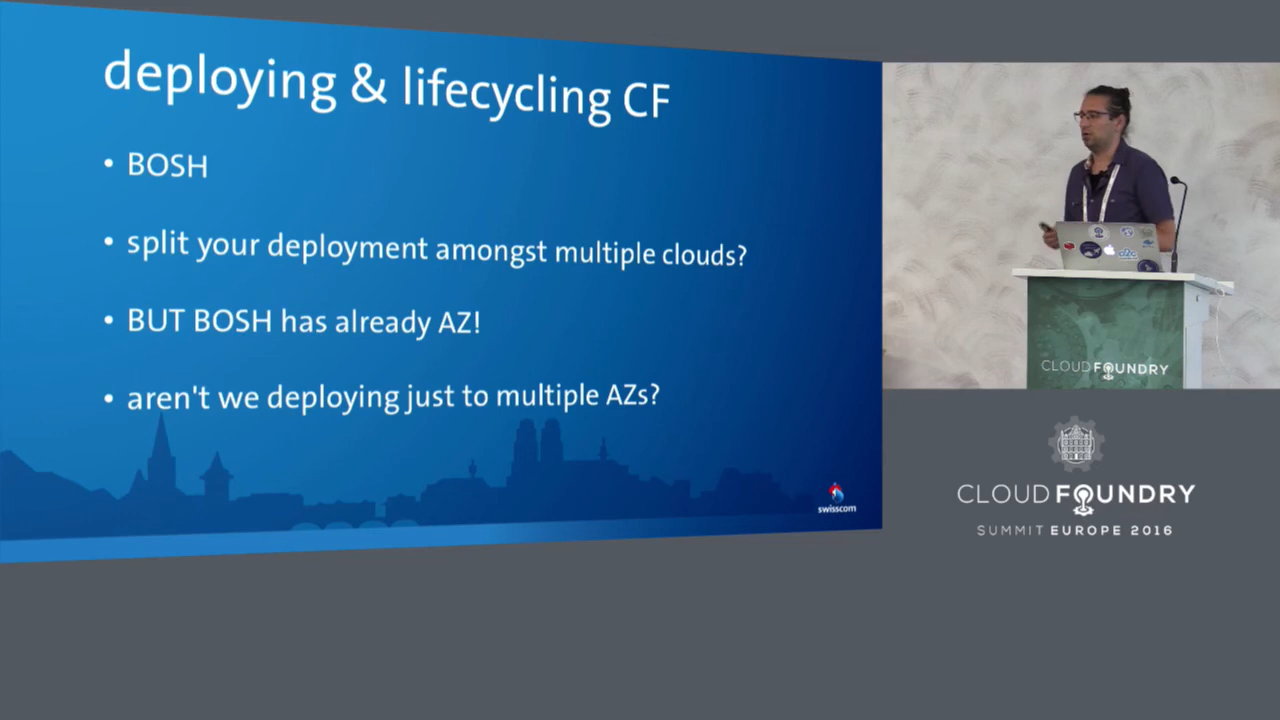 deploying & lifecycling CF
• BOSH
• split your deployment amongst multiple clouds?
• BUT BOSH has already AZ!
• aren't we deploying just to multiple AZs?
swisscom
CLOUD FOUNDRY
CLOUD FOUNDRY
SUMMIT EUROPE 2016